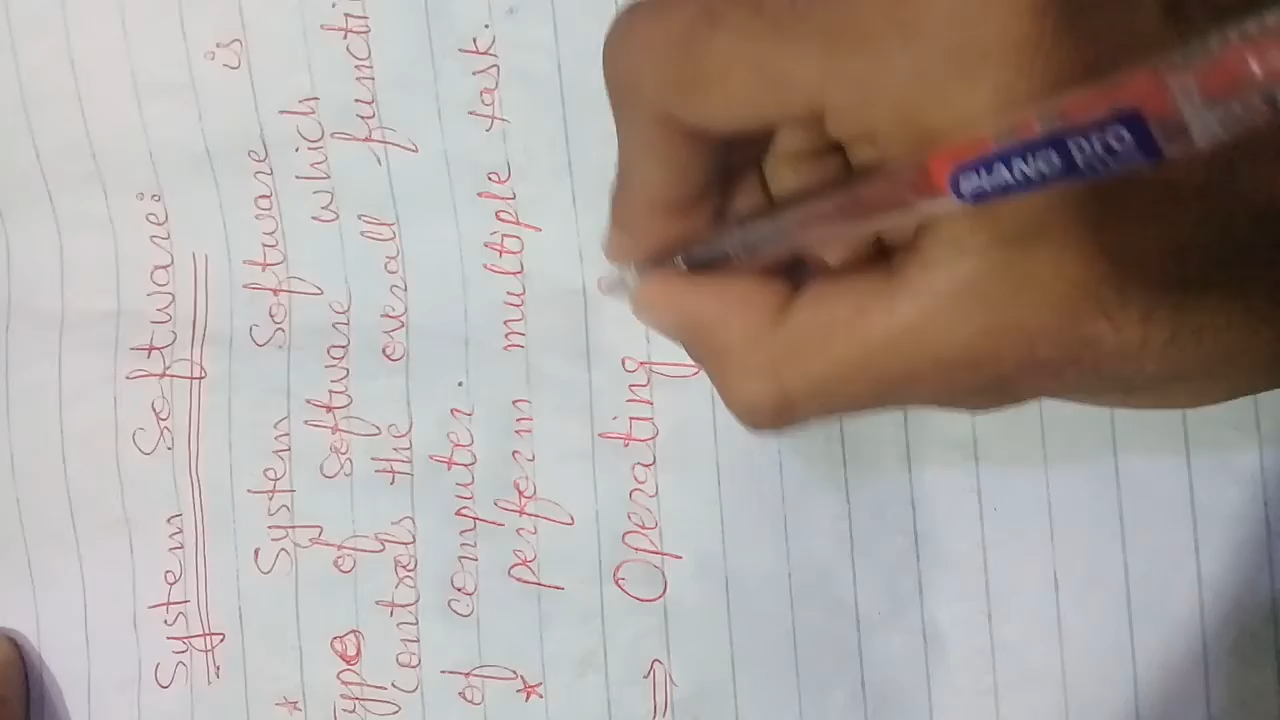 System Software:
* System Software is
Type of Software which
controls the overall functi
of computer.
* perform multiple task.
⇒ Operating
NANO pro